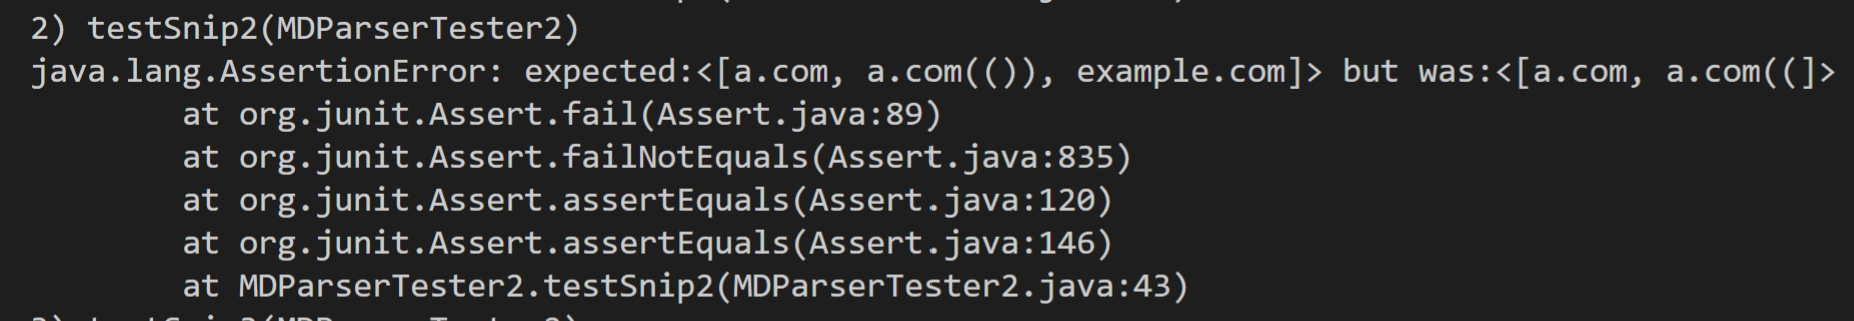 2) testSnip2(MDParserTester2)
java.lang.AssertionError: expected:<[a.com, a.com(()), example.com]> but was:<[a.com, a.com((]>
at org.junit.Assert.fail(Assert.java:89)
at org.junit.Assert.failNotEquals(Assert.java:835)
at org.junit.Assert.assertEquals(Assert.java:120)
at org.junit.Assert.assertEquals(Assert.java:146)
at MDParserTester2.testSnip2(MDParserTester2.java:43)